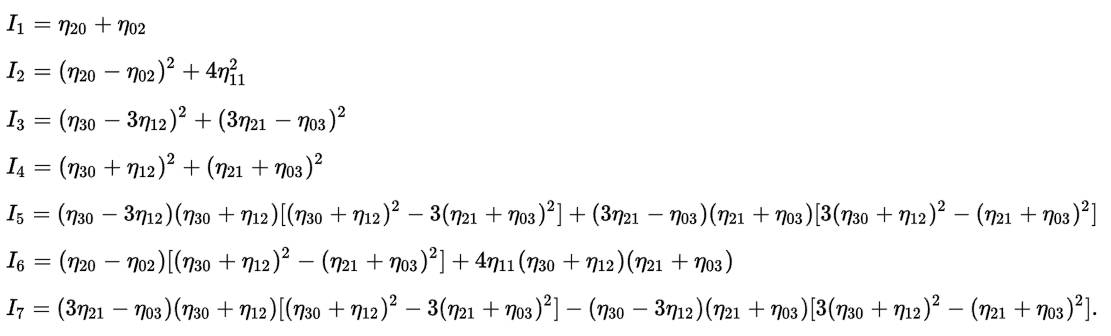 I₁ = η₂₀ + η₀₂
I₂ = (η₂₀ − η₀₂)² + 4η₁₁²
I₃ = (η₃₀ − 3η₁₂)² + (3η₂₁ − η₀₃)²
I₄ = (η₃₀ + η₁₂)² + (η₂₁ + η₀₃)²
I₅ = (η₃₀ − 3η₁₂)(η₃₀ + η₁₂)[(η₃₀ + η₁₂)² − 3(η₂₁ + η₀₃)²] + (3η₂₁ − η₀₃)(η₂₁ + η₀₃)[3(η₃₀ + η₁₂)² − (η₂₁ + η₀₃)²]
I₆ = (η₂₀ − η₀₂)[(η₃₀ + η₁₂)² − (η₂₁ + η₀₃)²] + 4η₁₁(η₃₀ + η₁₂)(η₂₁ + η₀₃)
I₇ = (3η₂₁ − η₀₃)(η₃₀ + η₁₂)[(η₃₀ + η₁₂)² − 3(η₂₁ + η₀₃)²] − (η₃₀ − 3η₁₂)(η₂₁ + η₀₃)[3(η₃₀ + η₁₂)² − (η₂₁ + η₀₃)²].